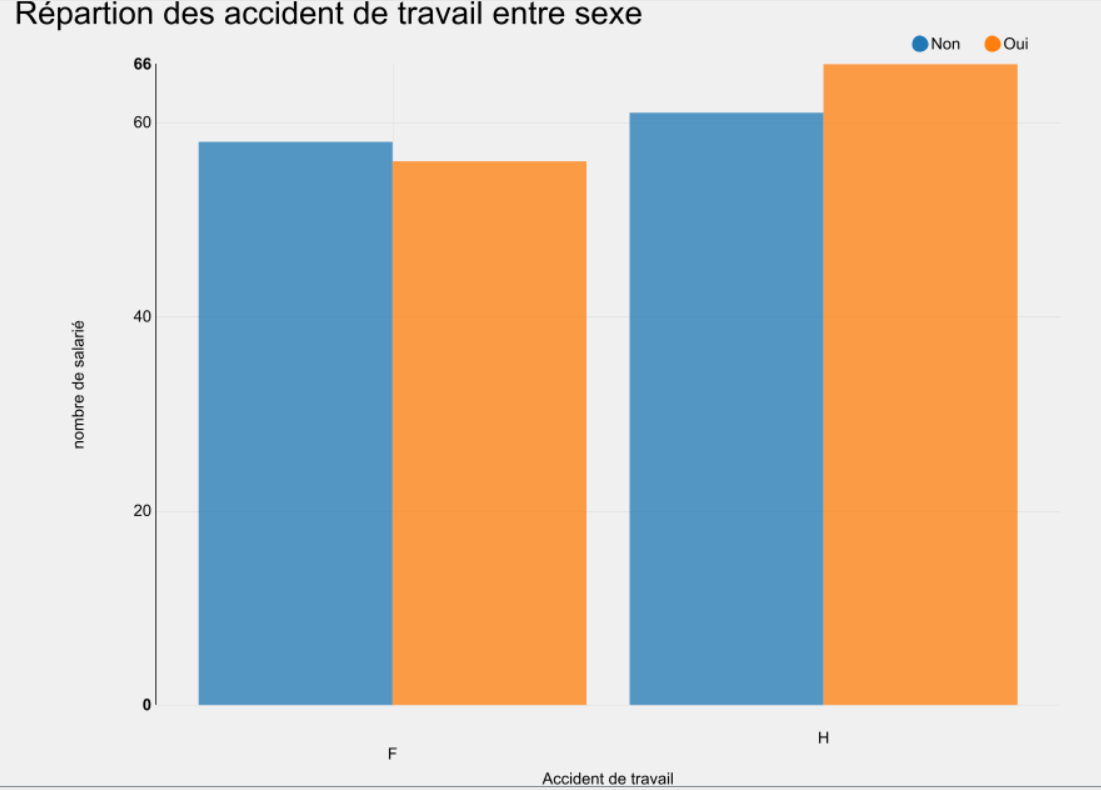 Répartion des accident de travail entre sexe
Non Oui
66
60
40
20
0
nombre de salarié
F
H
Accident de travail